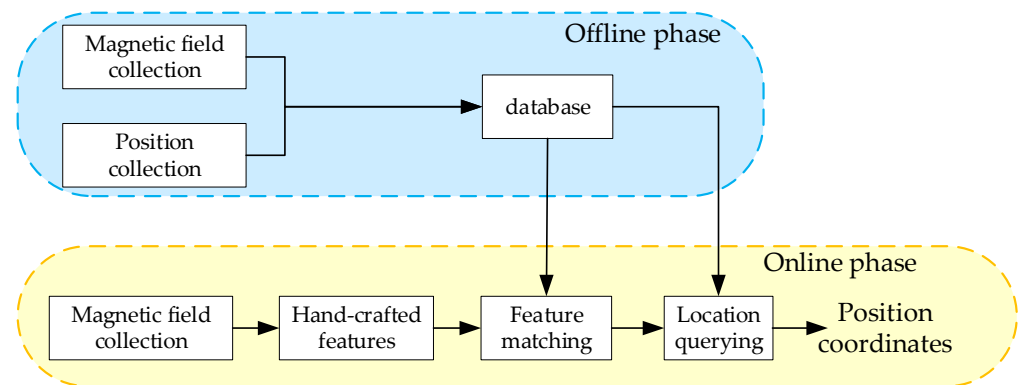 Offline phase
Magnetic field
collection
Position
collection
database
Online phase
Magnetic field
collection
Hand-crafted
features
Feature
matching
Location
querying
Position
coordinates